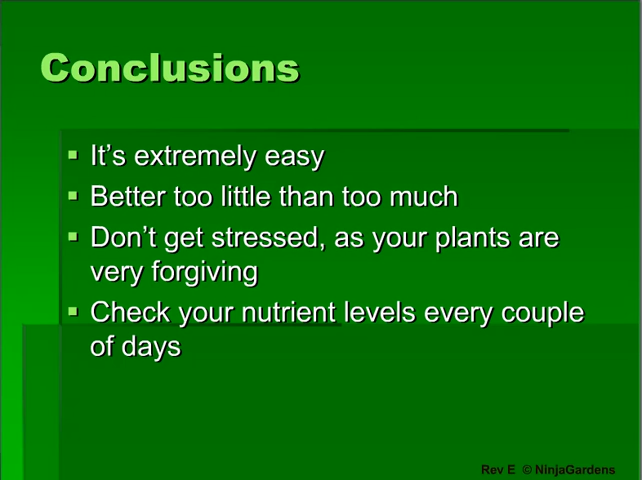 Conclusions
▪ It's extremely easy
▪ Better too little than too much
▪ Don't get stressed, as your plants are
very forgiving
▪ Check your nutrient levels every couple
of days
Rev E © NinjaGardens